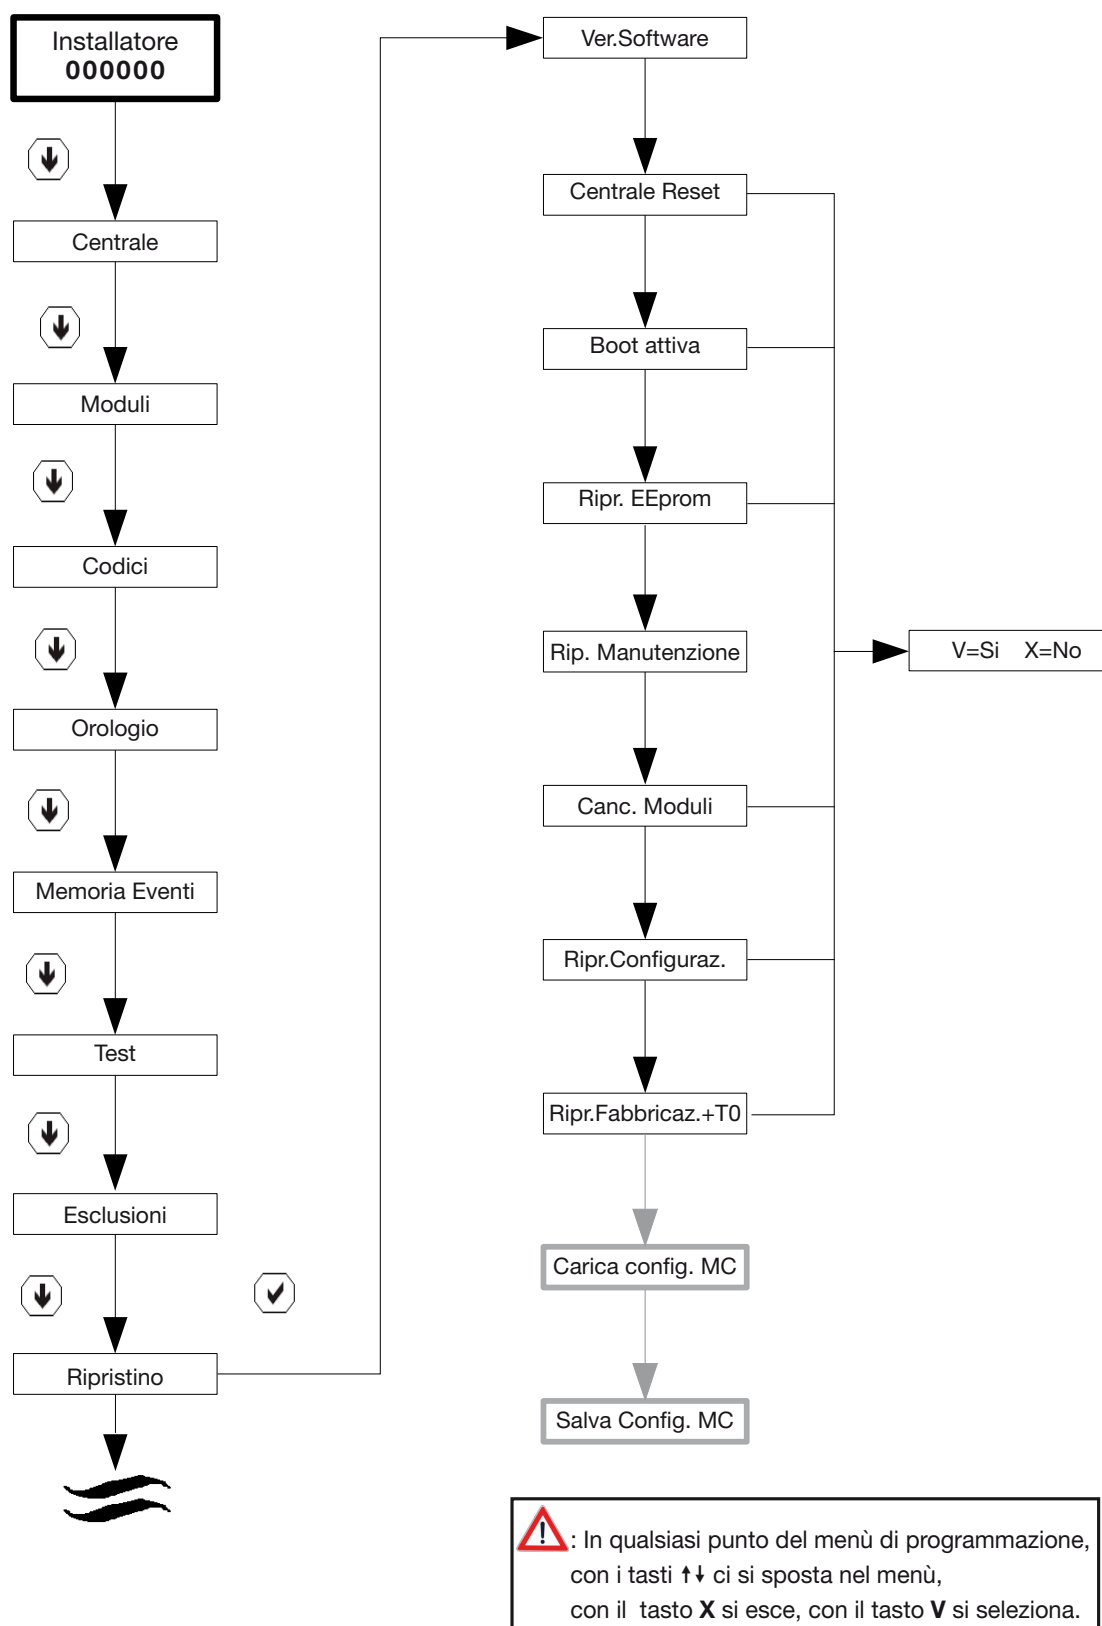 Installatore
000000
Centrale
Moduli
Codici
Orologio
Memoria Eventi
Test
Esclusioni
Ripristino
Ver.Software
Centrale Reset
Boot attiva
Ripr. EEprom
Rip. Manutenzione
Canc. Moduli
Ripr.Configuraz.
Ripr.Fabbricaz.+T0
Carica config. MC
Salva Config. MC
V=Si X=No
: In qualsiasi punto del menù di programmazione,
con i tasti ↑↓ ci si sposta nel menù,
con il tasto X si esce, con il tasto V si seleziona.